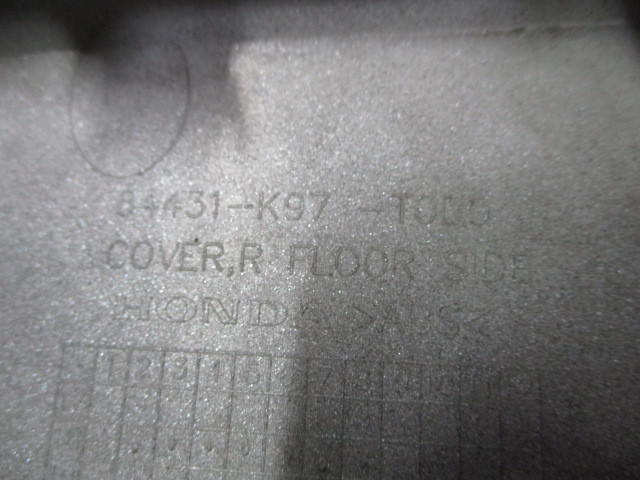 84431-K97 -T00
COVER,R FLOOR SIDE
HONDA >ABS<
1 2 3 4 5 6 7 8 9 10 11 12